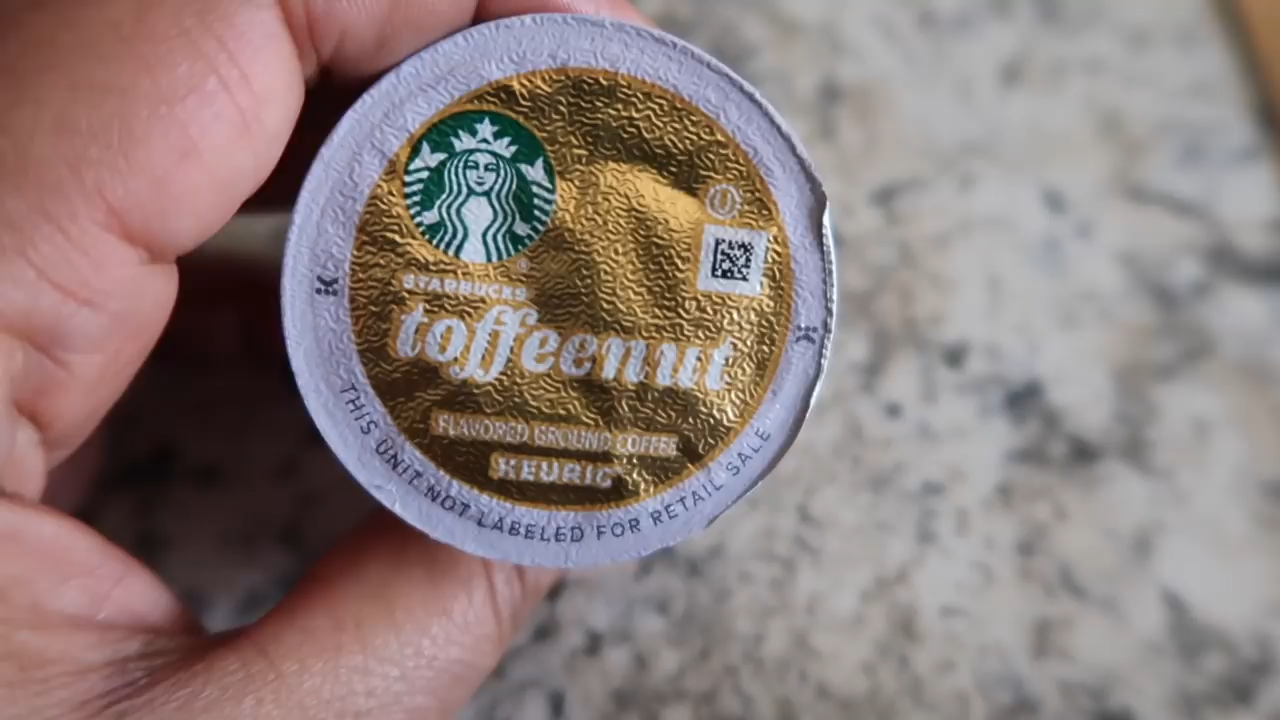 STARBUCKS
toffeenut
FLAVORED GROUND COFFEE
KEURIG
THIS UNIT NOT LABELED FOR RETAIL SALE